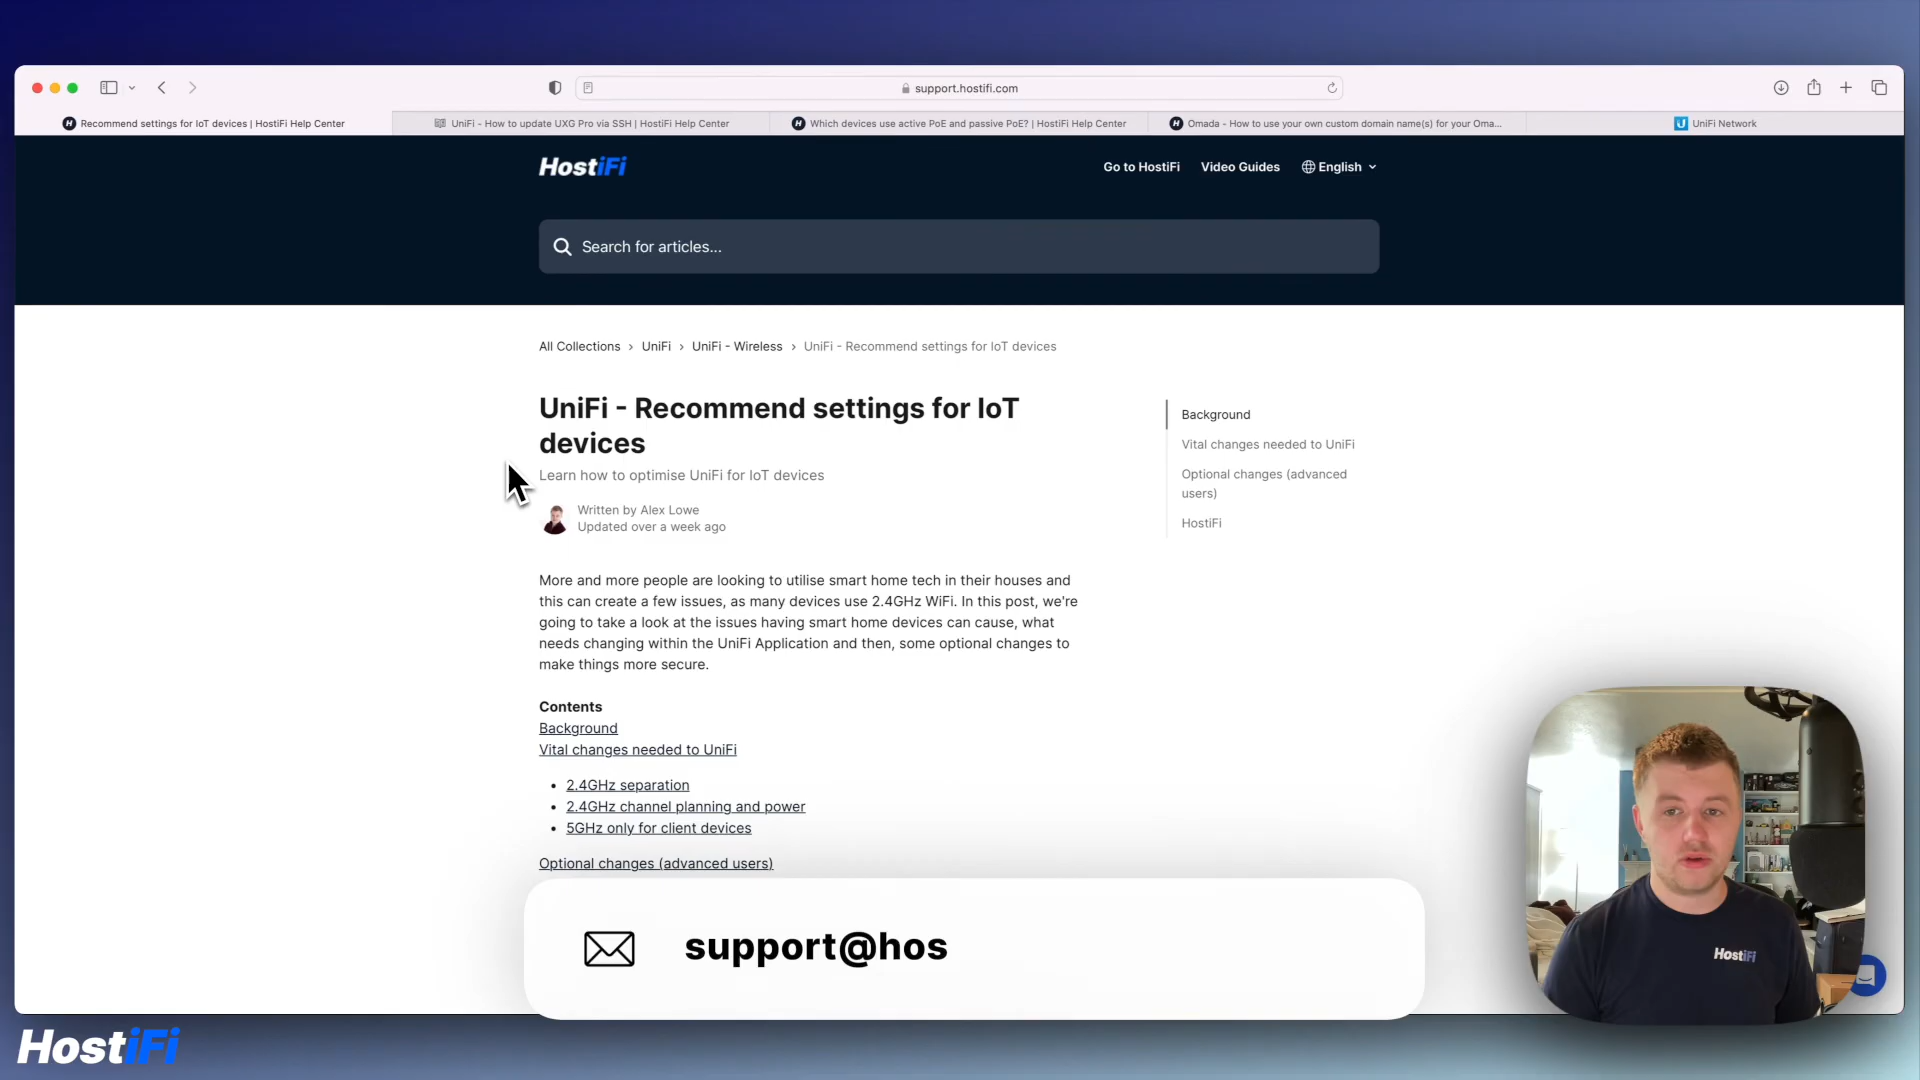 support.hostifi.com
Recommend settings for IoT devices | HostiFi Help Center
UniFi - How to update UXG Pro via SSH | HostiFi Help Center
Which devices use active PoE and passive PoE? | HostiFi Help Center
Omada - How to use your own custom domain name(s) for your Oma...
UniFi Network
HostiFi
Go to HostiFi
Video Guides
English
Search for articles...
All Collections > UniFi > UniFi - Wireless > UniFi - Recommend settings for IoT devices
UniFi - Recommend settings for IoT
devices
Learn how to optimise UniFi for IoT devices
Written by Alex Lowe
Updated over a week ago
Background
Vital changes needed to UniFi
Optional changes (advanced
users)
HostiFi
More and more people are looking to utilise smart home tech in their houses and
this can create a few issues, as many devices use 2.4GHz WiFi. In this post, we're
going to take a look at the issues having smart home devices can cause, what
needs changing within the UniFi Application and then, some optional changes to
make things more secure.
Contents
Background
Vital changes needed to UniFi
• 2.4GHz separation
• 2.4GHz channel planning and power
• 5GHz only for client devices
Optional changes (advanced users)
support@hos
HostiFi
HostiFi